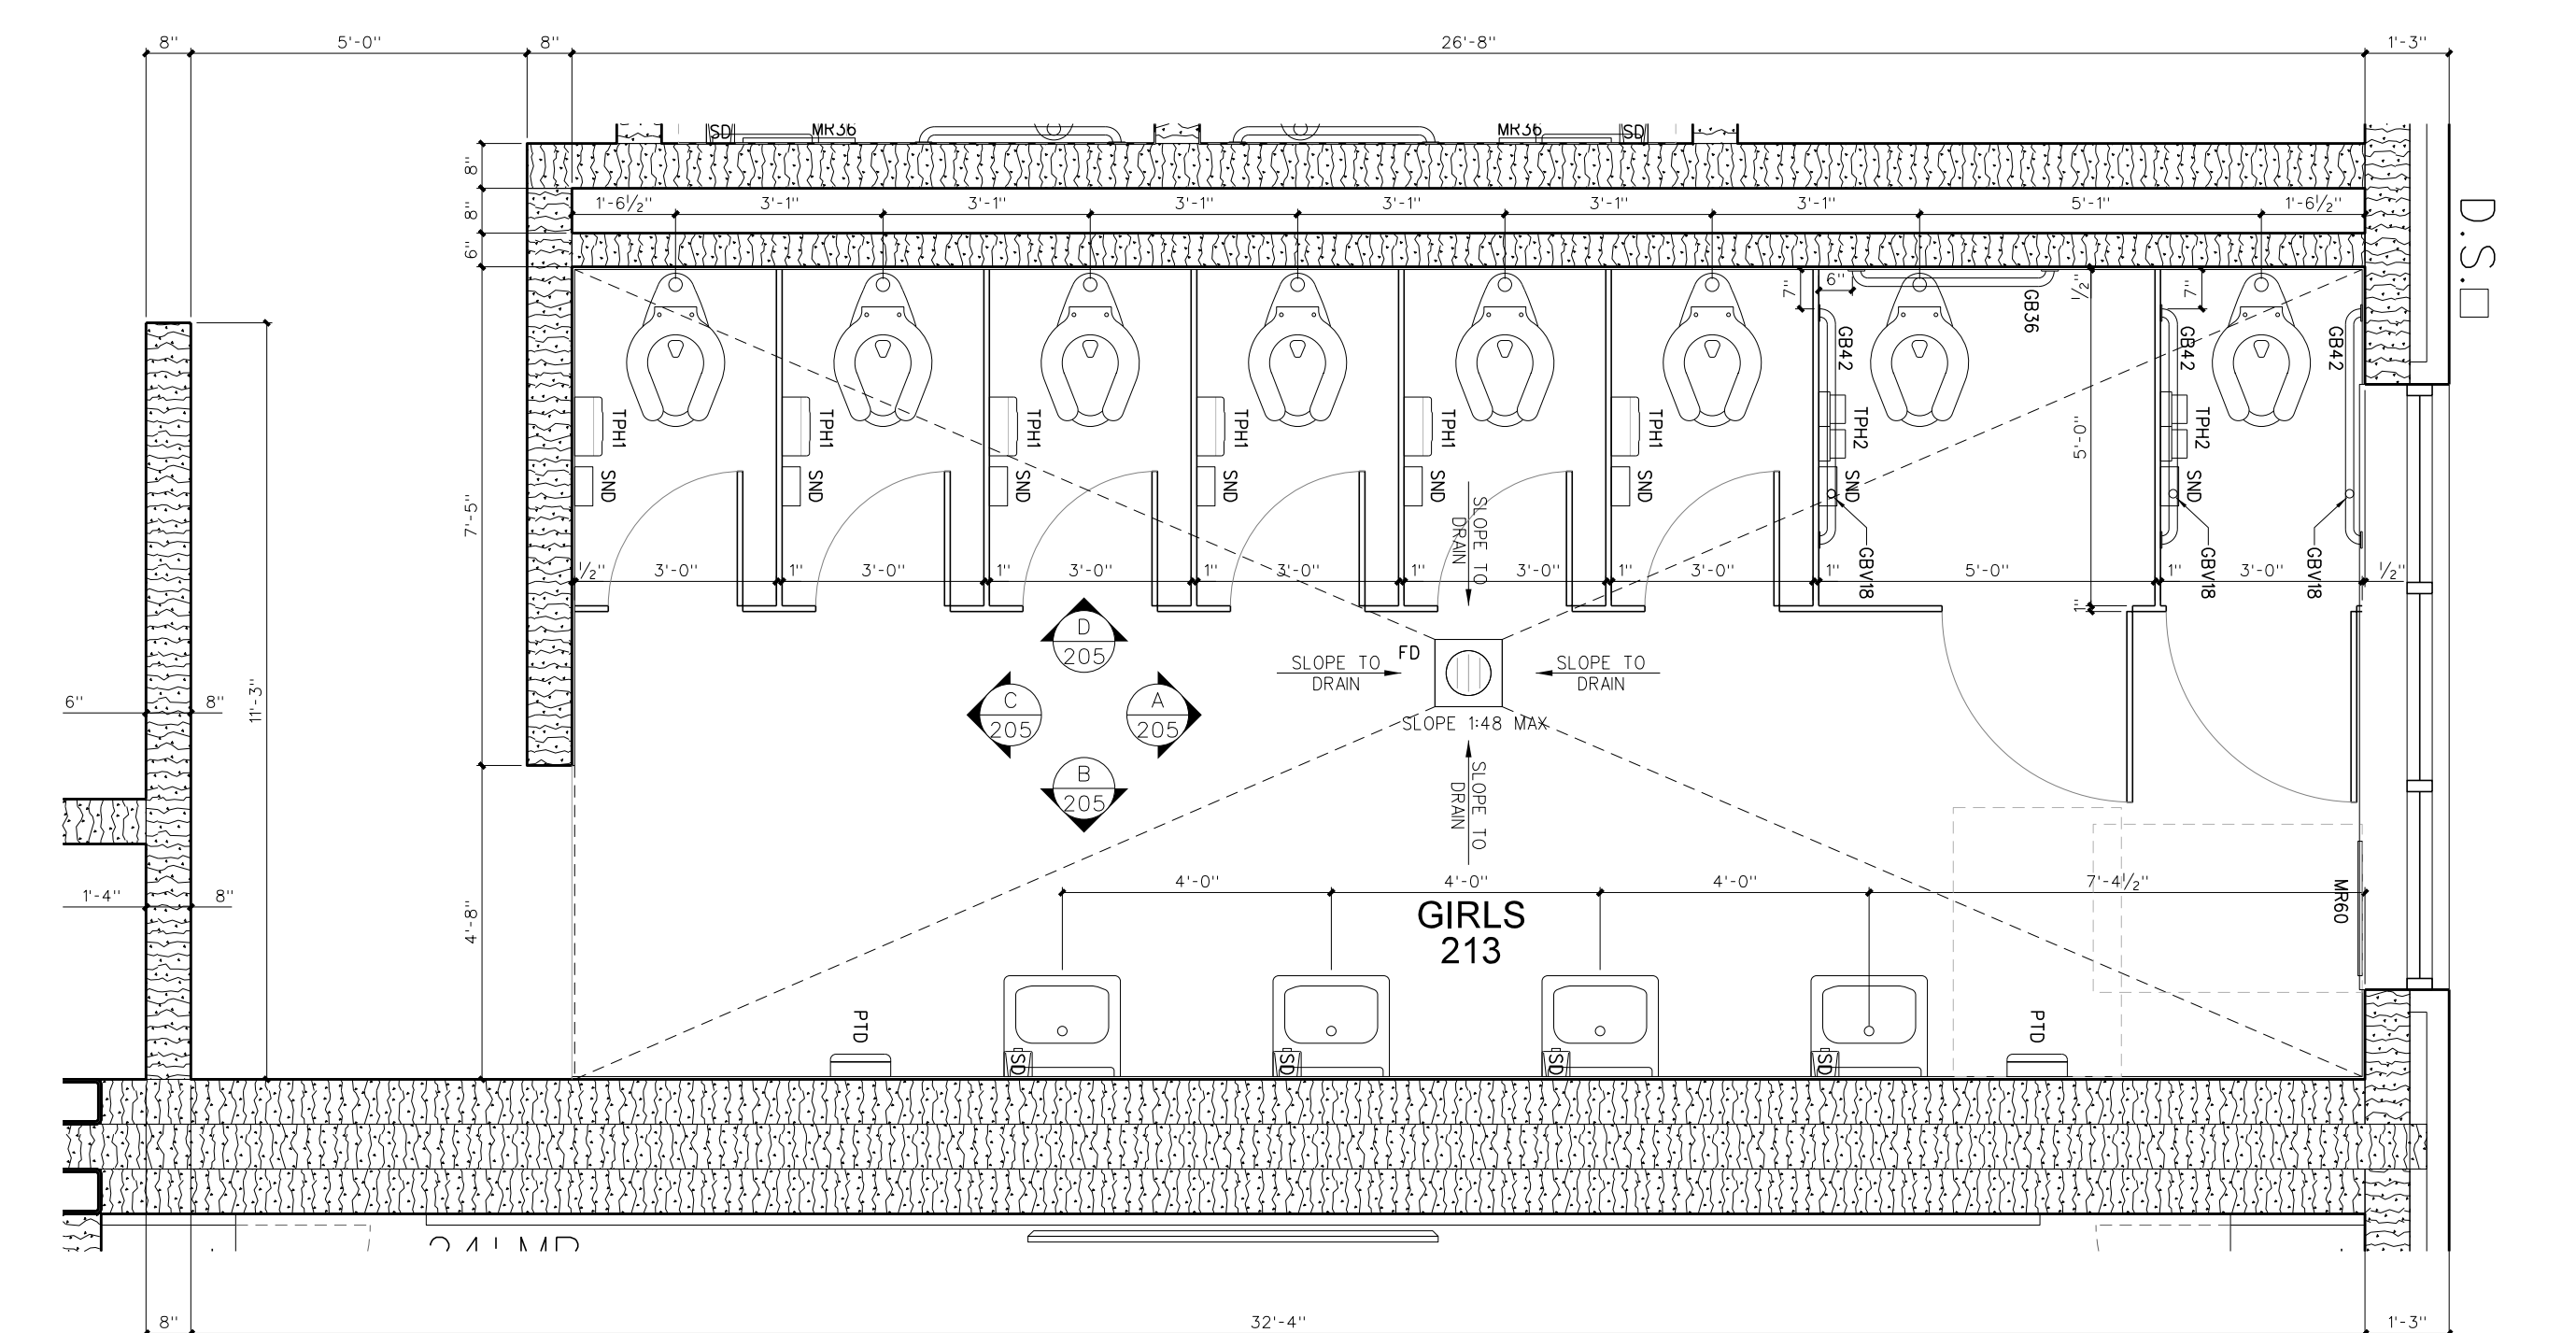 8" 5'-0" 8" 26'-8" 1'-3"
SD MR36 MR36 SD
8"
8" 1'-6½" 3'-1" 3'-1" 3'-1" 3'-1" 3'-1" 3'-1" 5'-1" 1'-6½"
6"
D.S.
7" 6" GB36 ½" 7"
GB42 GB42 GB42
TPH1 TPH1 TPH1 TPH1 TPH1 TPH1 TPH2 TPH2
5'-0"
SND SND SND SND SND SND SND SND
7'-5"
SLOPE TO
DRAIN
GBV18 GBV18 GBV18
½" 3'-0" 1" 3'-0" 1" 3'-0" 1" 3'-0" 1" 3'-0" 1" 3'-0" 1" 5'-0" 1" 3'-0" ½"
1"
D
205
FD
SLOPE TO
DRAIN
SLOPE TO
DRAIN
C
205
A
205
SLOPE 1:48 MAX
6" 8" 11'-3"
B
205
SLOPE TO
DRAIN
4'-0" 4'-0" 4'-0" 7'-4½"
1'-4" 8" 4'-8"
GIRLS
213
MR60
PTD PTD
SD SD SD SD
8" 32'-4" 1'-3"